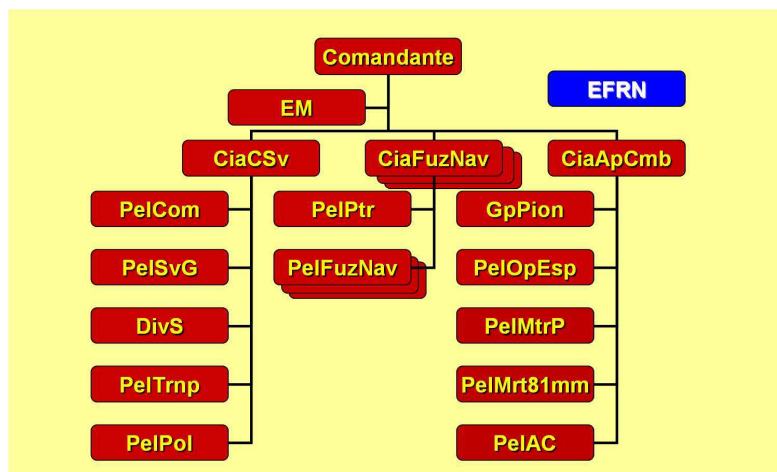 Comandante
EFRN
EM
CiaCSv
CiaFuzNav
CiaApCmb
PelCom
PelPtr
GpPion
PelSvG
PelFuzNav
PelOpEsp
DivS
PelMtrP
PelTrnp
PelMrt81mm
PelPol
PelAC